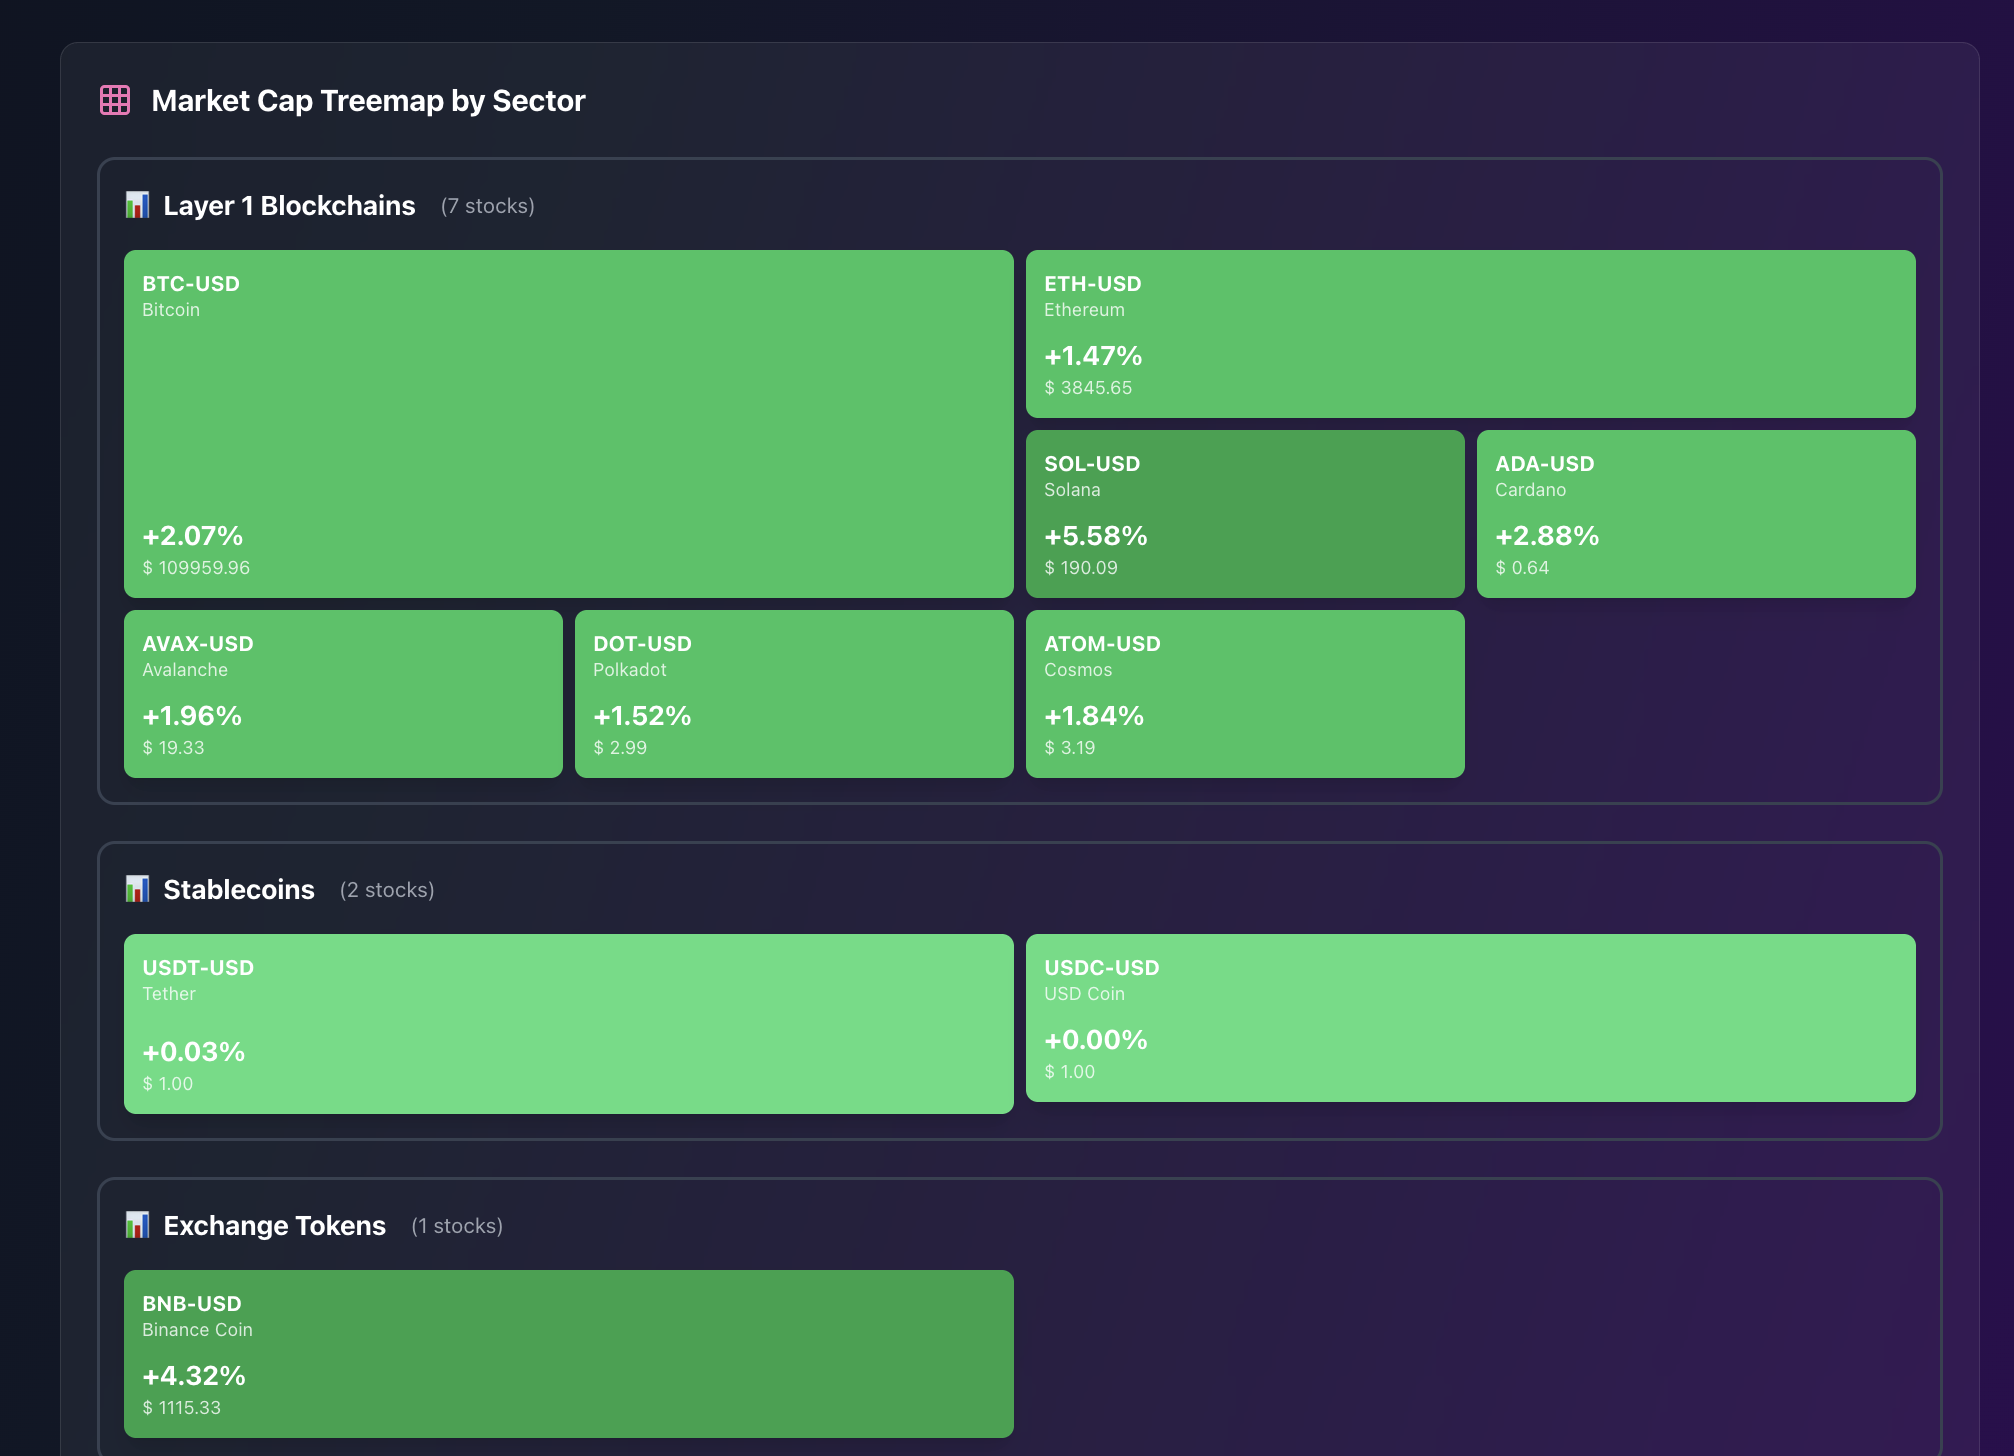 Market Cap Treemap by Sector
Layer 1 Blockchains (7 stocks)
BTC-USD
Bitcoin
+2.07%
$ 109959.96
ETH-USD
Ethereum
+1.47%
$ 3845.65
SOL-USD
Solana
+5.58%
$ 190.09
ADA-USD
Cardano
+2.88%
$ 0.64
AVAX-USD
Avalanche
+1.96%
$ 19.33
DOT-USD
Polkadot
+1.52%
$ 2.99
ATOM-USD
Cosmos
+1.84%
$ 3.19
Stablecoins (2 stocks)
USDT-USD
Tether
+0.03%
$ 1.00
USDC-USD
USD Coin
+0.00%
$ 1.00
Exchange Tokens (1 stocks)
BNB-USD
Binance Coin
+4.32%
$ 1115.33